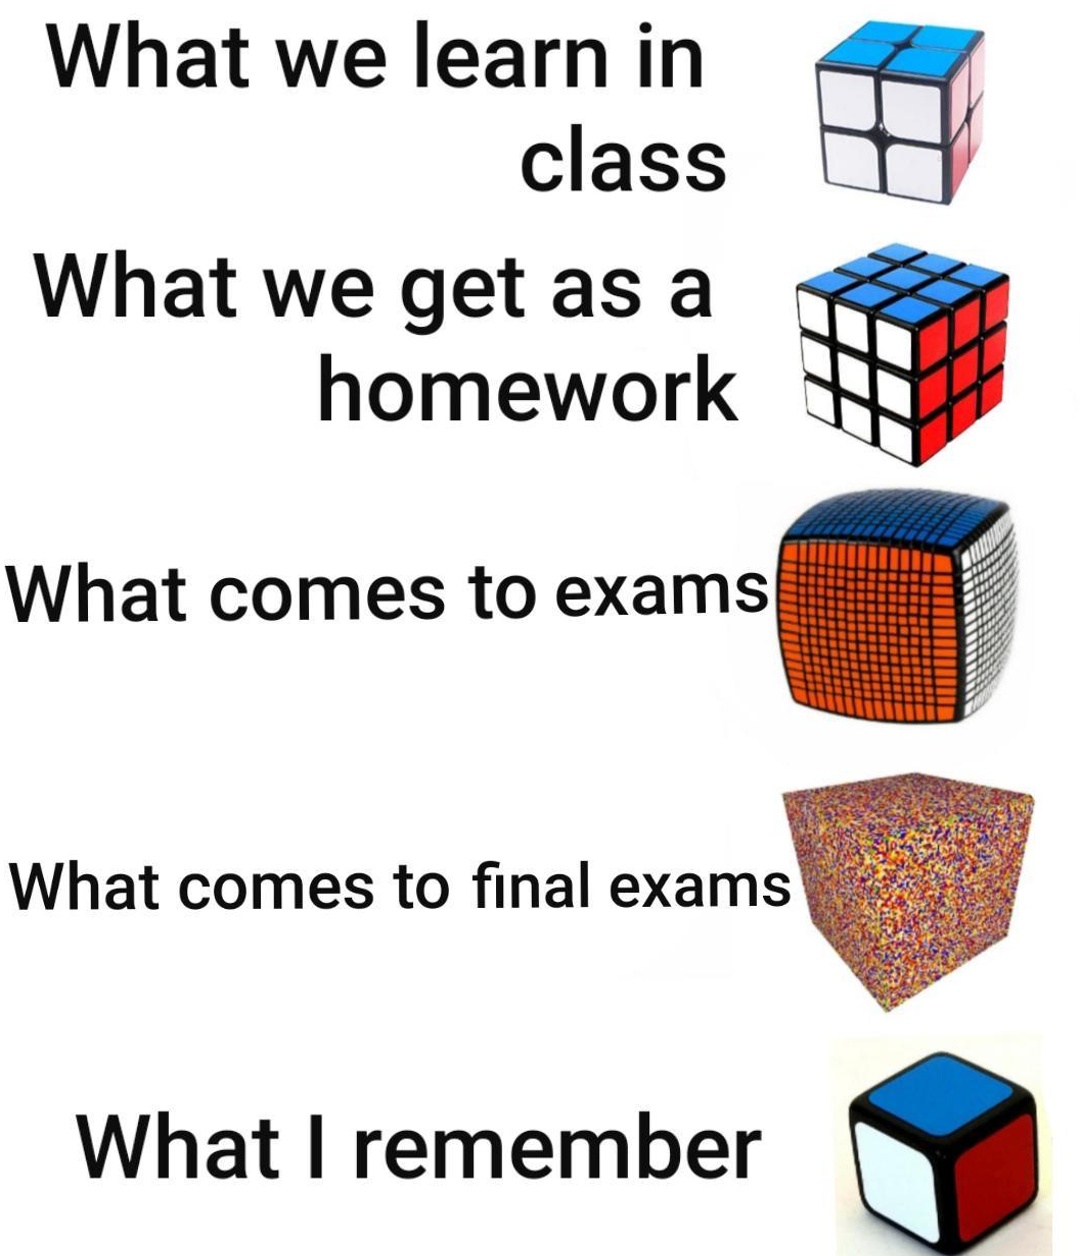 What we learn in
class
What we get as a
homework
What comes to exams
What comes to final exams
What I remember